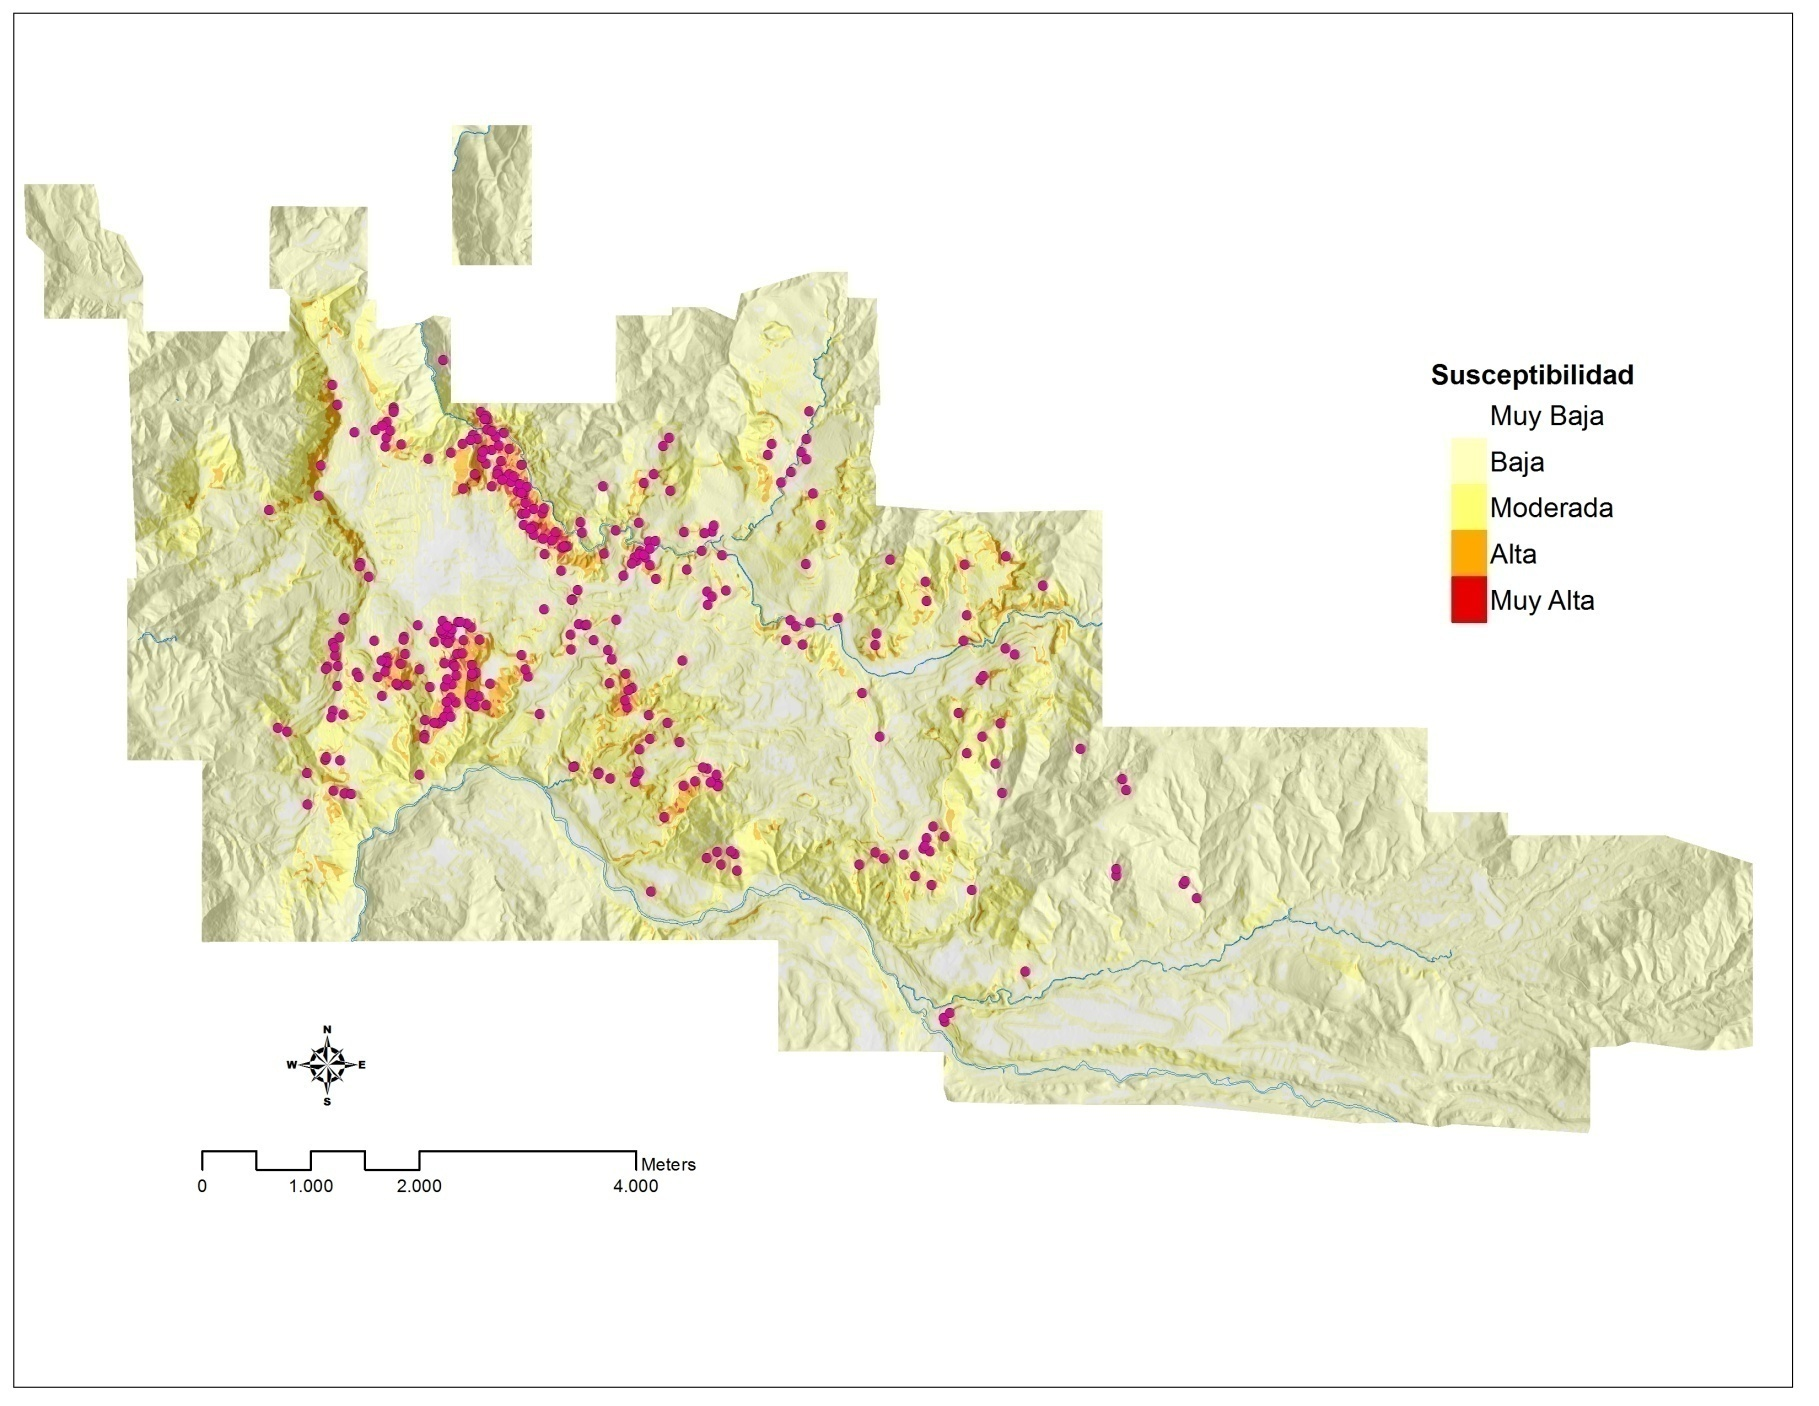 Susceptibilidad
Muy Baja
Baja
Moderada
Alta
Muy Alta
N
W E
S
Meters
0 1.000 2.000 4.000